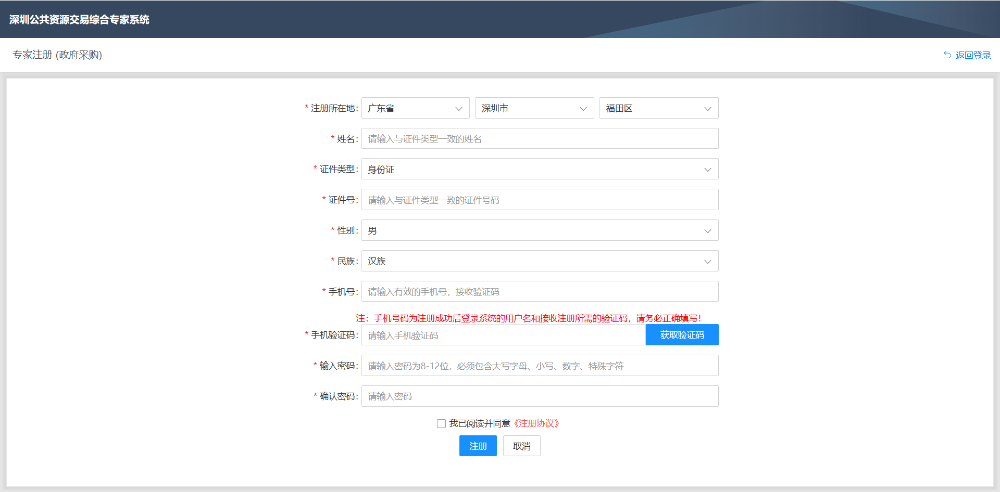 深圳公共资源交易综合专家系统
专家注册 (政府采购)
返回登录
* 注册所在地: 广东省 深圳市 福田区
* 姓名: 请输入与证件类型一致的姓名
* 证件类型: 身份证
* 证件号: 请输入与证件类型一致的证件号码
* 性别: 男
* 民族: 汉族
* 手机号: 请输入有效的手机号，接收验证码
注：手机号码为注册成功后登录系统的用户名和接收注册所需的验证码，请务必正确填写！
* 手机验证码: 请输入手机验证码 获取验证码
* 输入密码: 请输入密码为8-12位，必须包含大写字母、小写、数字、特殊字符
* 确认密码: 请输入密码
我已阅读并同意《注册协议》
注册 取消